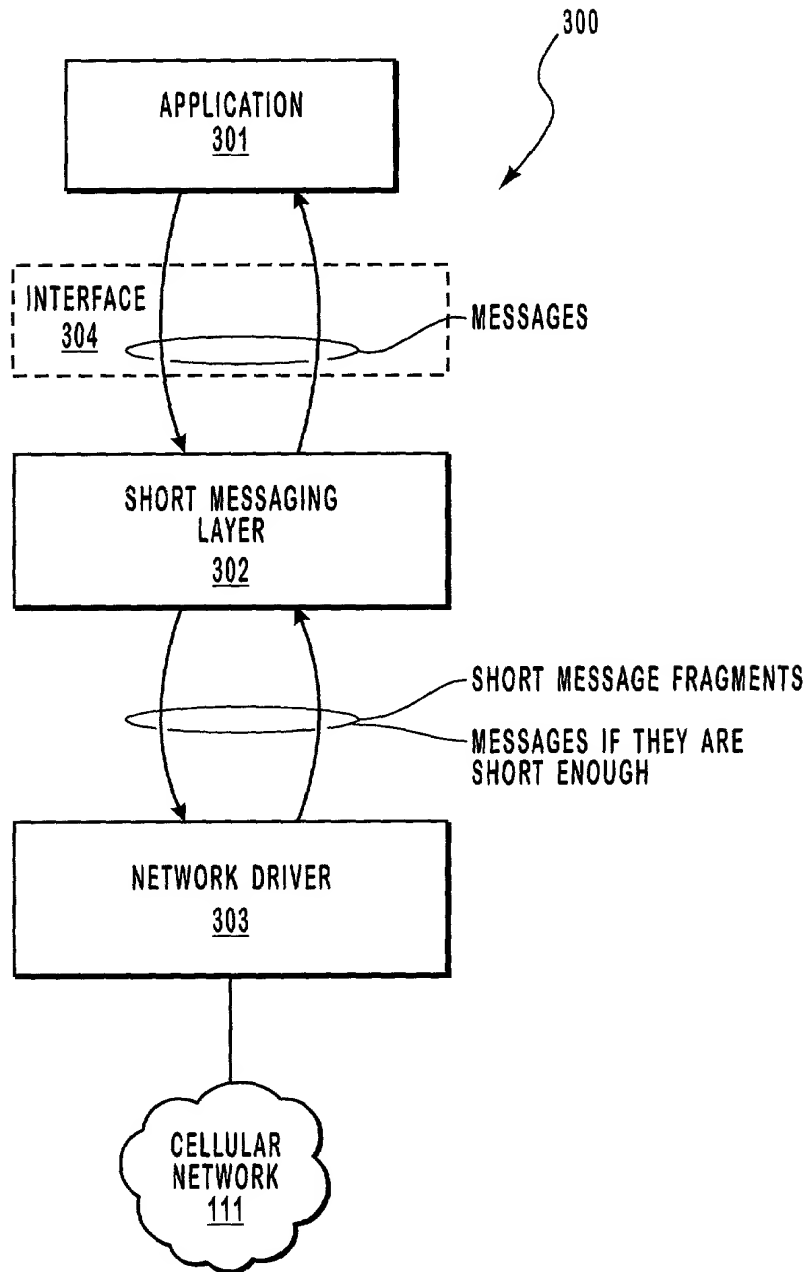 300
APPLICATION
301
INTERFACE
304
MESSAGES
SHORT MESSAGING
LAYER
302
SHORT MESSAGE FRAGMENTS
MESSAGES IF THEY ARE
SHORT ENOUGH
NETWORK DRIVER
303
CELLULAR
NETWORK
111